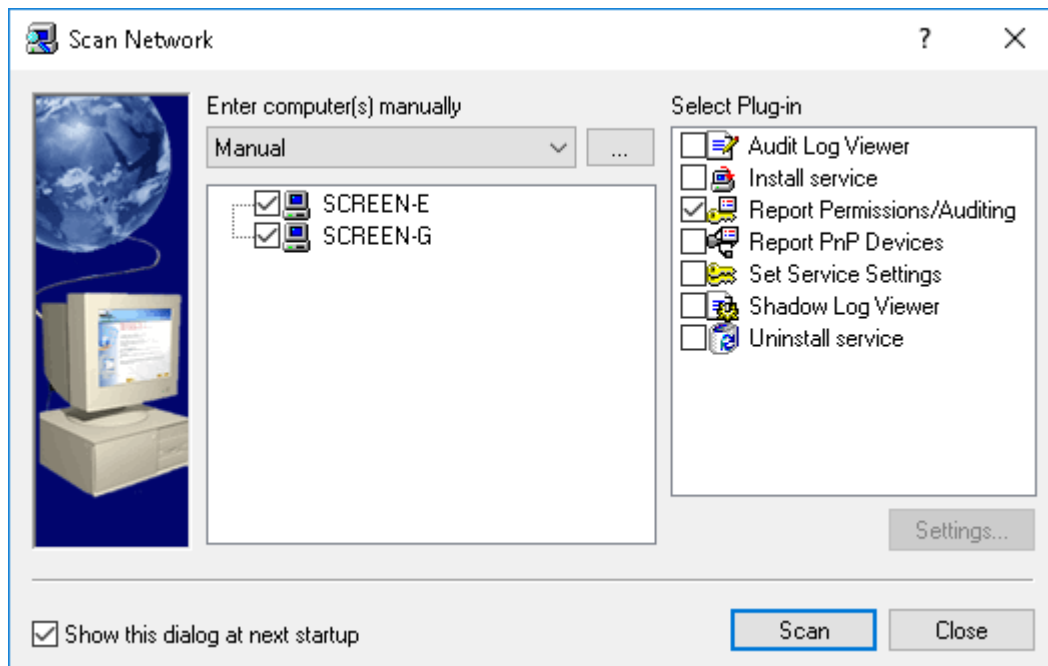 Scan Network
?
Enter computer(s) manually
Manual
...
SCREEN-E
SCREEN-G
Select Plug-in
Audit Log Viewer
Install service
Report Permissions/Auditing
Report PnP Devices
Set Service Settings
Shadow Log Viewer
Uninstall service
Settings...
Show this dialog at next startup
Scan
Close